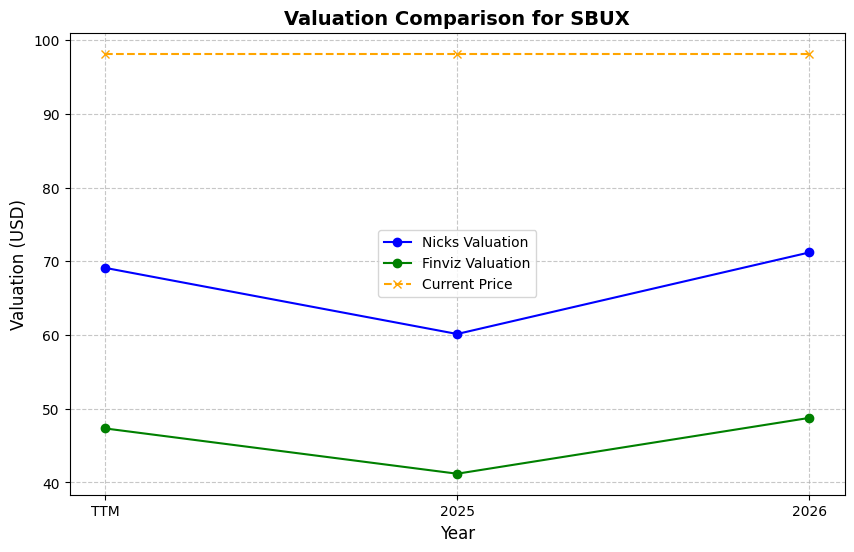 Valuation Comparison for SBUX
100
90
80
70
60
50
40
Valuation (USD)
Nicks Valuation
Finviz Valuation
Current Price
TTM
2025
2026
Year